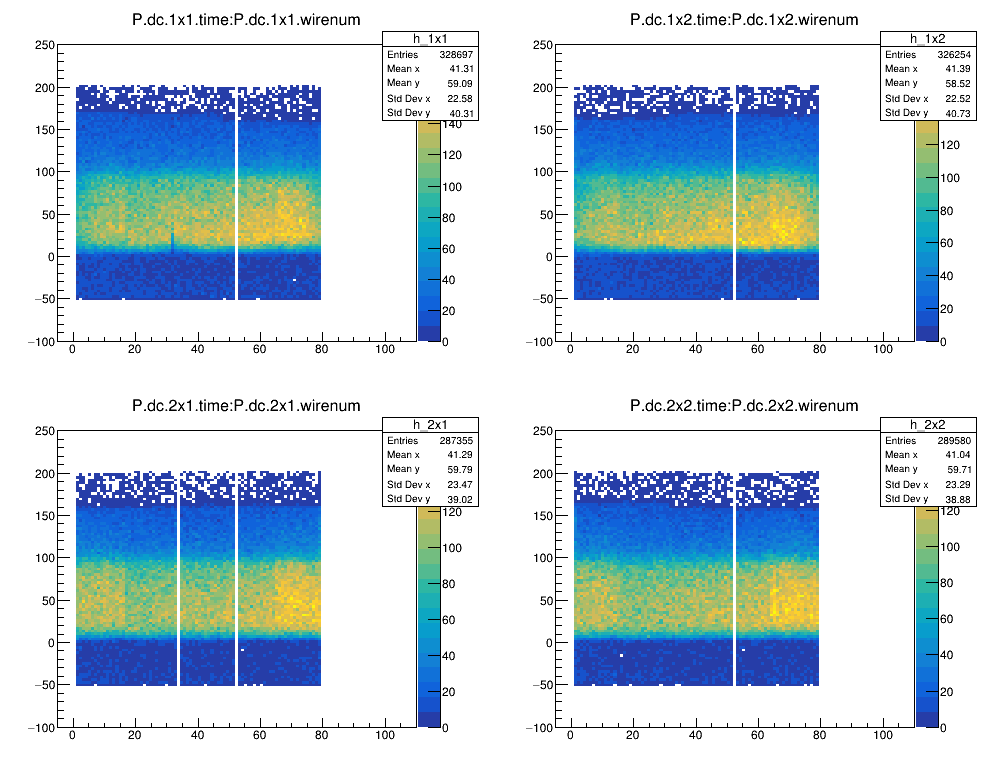 P.dc.1x1.time:P.dc.1x1.wirenum
h_1x1
Entries 328697
Mean x 41.31
Mean y 59.09
Std Dev x 22.58
Std Dev y 40.31
250
200
150
100
50
0
−50
−100
0 20 40 60 80 100
140
120
100
80
60
40
20
0
P.dc.1x2.time:P.dc.1x2.wirenum
h_1x2
Entries 326254
Mean x 41.39
Mean y 58.52
Std Dev x 22.52
Std Dev y 40.73
250
200
150
100
50
0
−50
−100
0 20 40 60 80 100
120
100
80
60
40
20
0
P.dc.2x1.time:P.dc.2x1.wirenum
h_2x1
Entries 287355
Mean x 41.29
Mean y 59.79
Std Dev x 23.47
Std Dev y 39.02
250
200
150
100
50
0
−50
−100
0 20 40 60 80 100
120
100
80
60
40
20
0
P.dc.2x2.time:P.dc.2x2.wirenum
h_2x2
Entries 289580
Mean x 41.04
Mean y 59.71
Std Dev x 23.29
Std Dev y 38.88
250
200
150
100
50
0
−50
−100
0 20 40 60 80 100
120
100
80
60
40
20
0